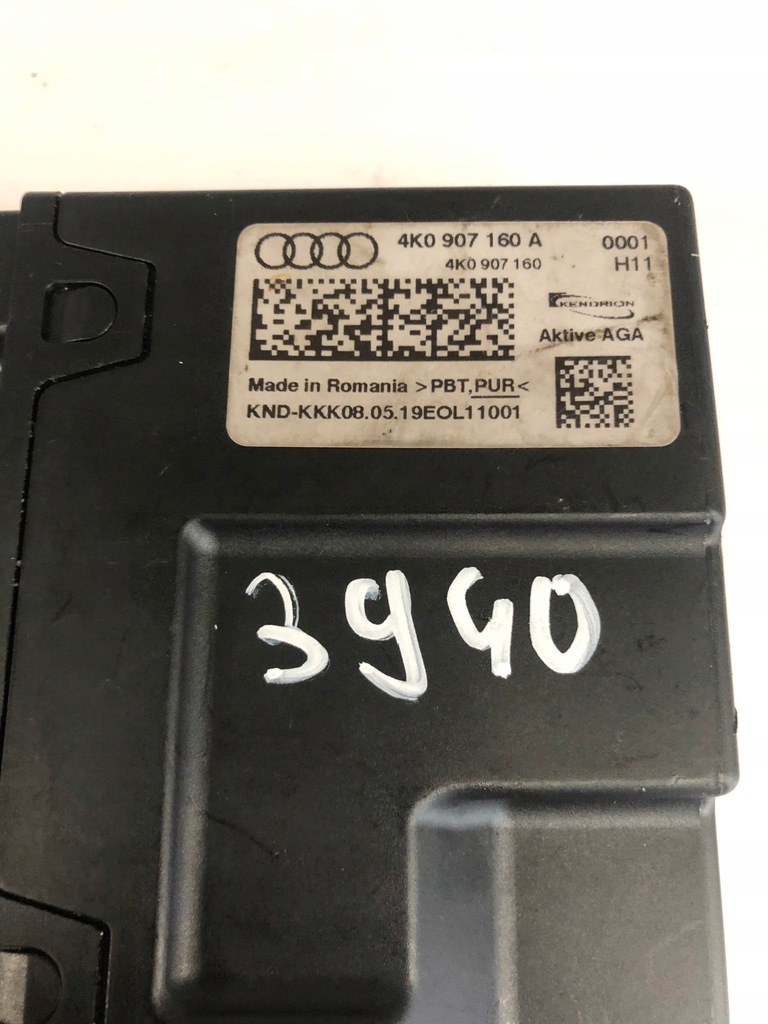 4K0 907 160 A 0001
4K0 907 160 H11
KENDRION
Aktive AGA
Made in Romania >PBT,PUR<
KND-KKK08.05.19EOL11001
3940